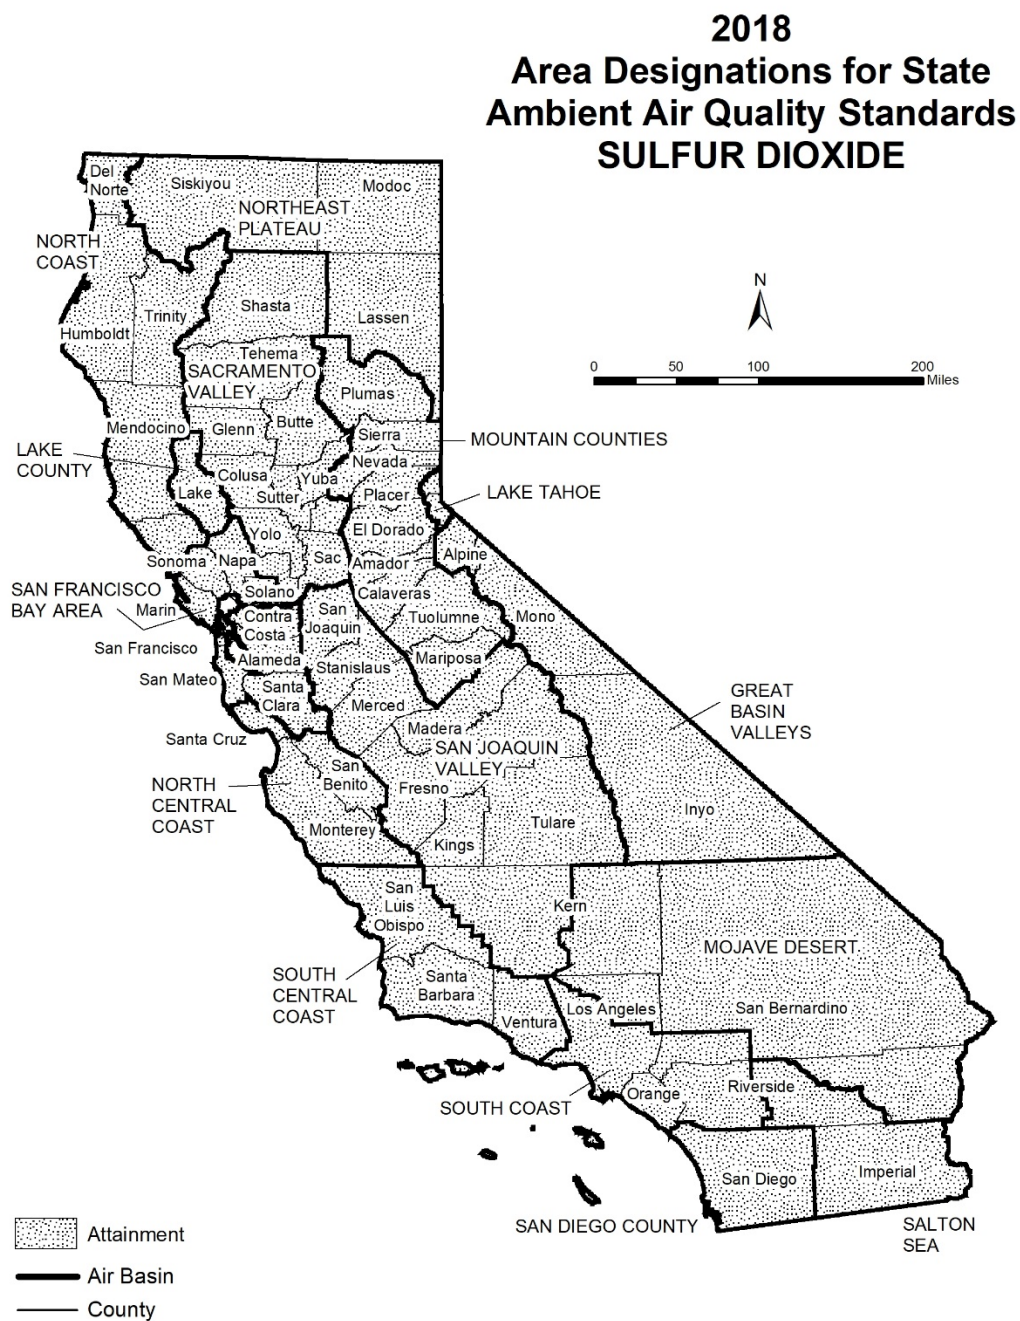 2018
Area Designations for State
Ambient Air Quality Standards
SULFUR DIOXIDE
Del
Norte
Siskiyou
Modoc
NORTHEAST
PLATEAU
NORTH
COAST
N
Humboldt
Trinity
Shasta
Lassen
0 50 100 200
Miles
Tehema
SACRAMENTO
VALLEY
Plumas
Mendocino
Glenn
Butte
Sierra
MOUNTAIN COUNTIES
LAKE
COUNTY
Nevada
Colusa
Yuba
Lake
Sutter
Placer
LAKE TAHOE
El Dorado
Yolo
Sonoma
Napa
Sac
Amador
Alpine
SAN FRANCISCO
BAY AREA
Marin
Solano
Calaveras
Contra
Costa
San
Joaquin
Tuolumne
Mono
San Francisco
Alameda
Stanislaus
Mariposa
San Mateo
Santa
Clara
Merced
GREAT
BASIN
VALLEYS
Santa Cruz
Madera
SAN JOAQUIN
VALLEY
San
Benito
NORTH
CENTRAL
COAST
Fresno
Inyo
Monterey
Tulare
Kings
San
Luis
Obispo
Kern
MOJAVE DESERT
SOUTH
CENTRAL
COAST
Santa
Barbara
Ventura
Los Angeles
San Bernardino
SOUTH COAST
Orange
Riverside
San Diego
Imperial
SAN DIEGO COUNTY
SALTON
SEA
Attainment
Air Basin
County